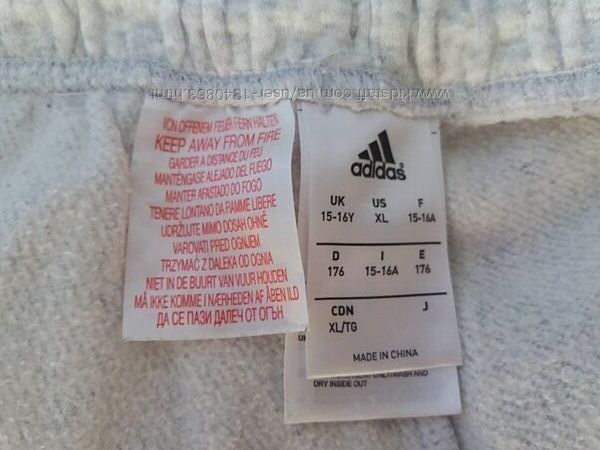 VON OFFENEM FEUER FERN HALTEN
KEEP AWAY FROM FIRE
GARDER A DISTANCE DU FEU
MANTÉNGASE ALEJADO DEL FUEGO
MANTER AFASTADO DO FOGO
TENERE LONTANO DA FIAMME LIBERE
UDRŽUJTE MIMO DOSAH OHNĚ
VAROVATI PRED OGNJEM
TRZYMAĆ Z DALEKA OD OGNIA
NIET IN DE BUURT VAN VUUR HOUDEN
MÅ IKKE KOMME I NÆRHEDEN AF ÅBEN ILD
ДА СЕ ПАЗИ ДАЛЕЧ ОТ ОГЪН
adidas
UK US F
15-16Y XL 15-16A
D I E
176 15-16A 176
CDN J
XL/TG
MADE IN CHINA
ONLY/WASH AND
DRY INSIDE OUT